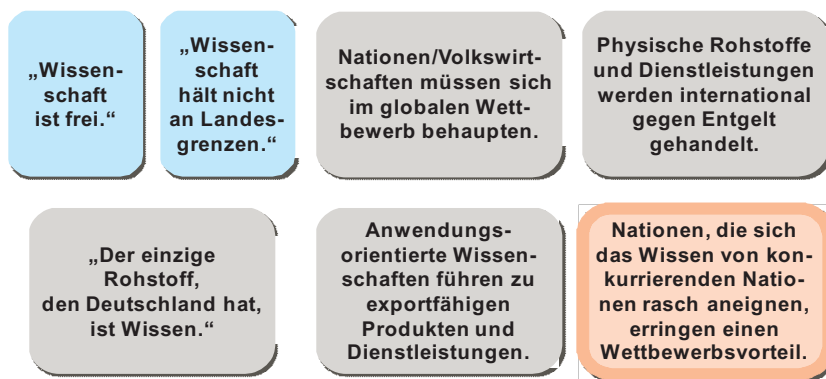 „Wissen-
schaft
ist frei.“
„Wissen-
schaft
hält nicht
an Landes-
grenzen.“
Nationen/Volkswirt-
schaften müssen sich
im globalen Wett-
bewerb behaupten.
Physische Rohstoffe
und Dienstleistungen
werden international
gegen Entgelt
gehandelt.
„Der einzige
Rohstoff,
den Deutschland hat,
ist Wissen.“
Anwendungs-
orientierte Wissen-
schaften führen zu
exportfähigen
Produkten und
Dienstleistungen.
Nationen, die sich
das Wissen von kon-
kurrierenden Natio-
nen rasch aneignen,
erringen einen
Wettbewerbsvorteil.